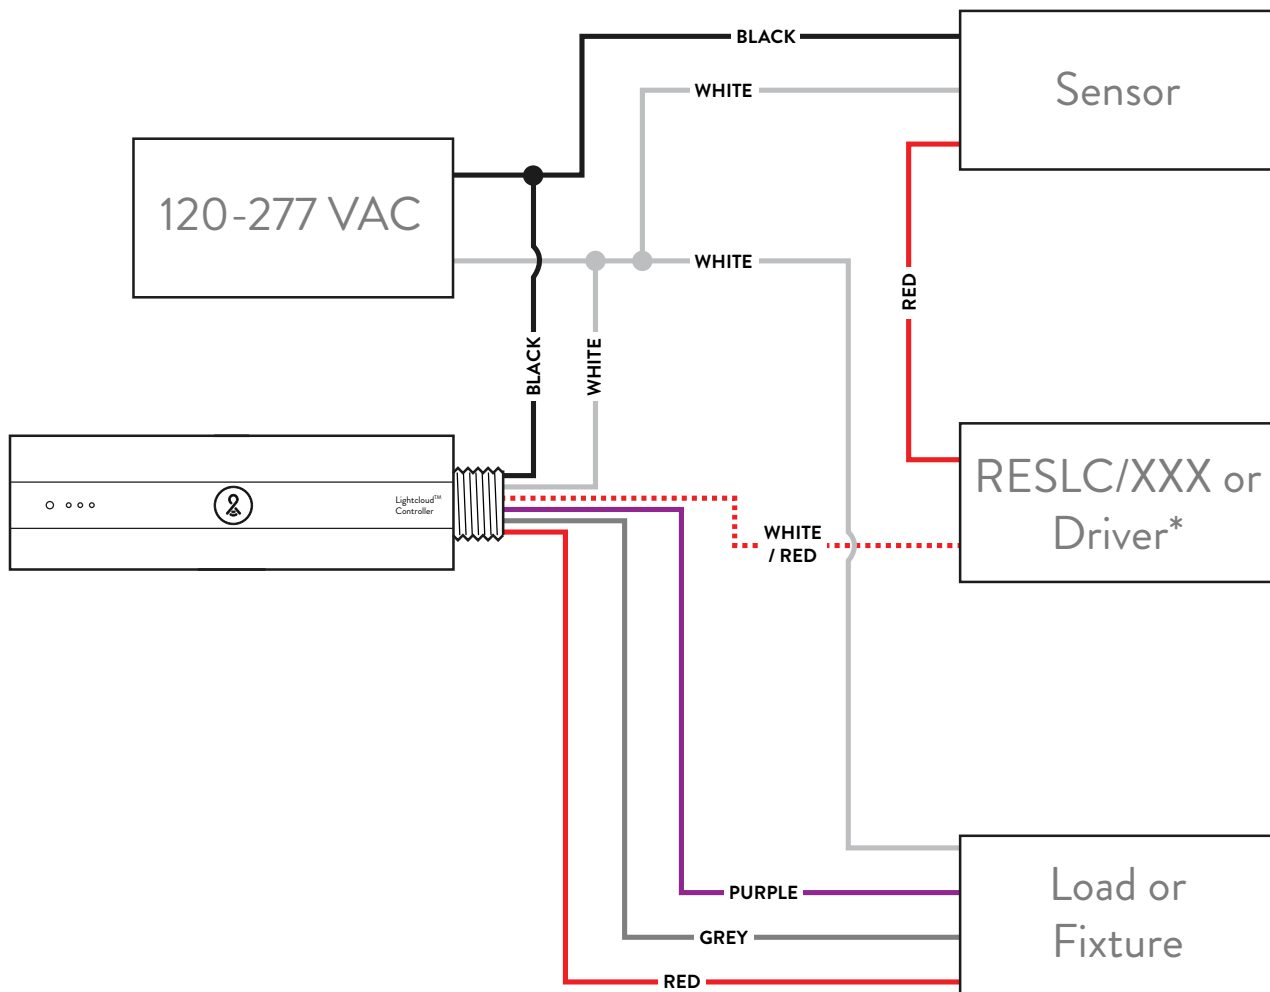 BLACK
WHITE
Sensor
120-277 VAC
WHITE
RED
BLACK
WHITE
Lightcloud™
Controller
WHITE
/ RED
RESLC/XXX or
Driver*
PURPLE
GREY
RED
Load or
Fixture